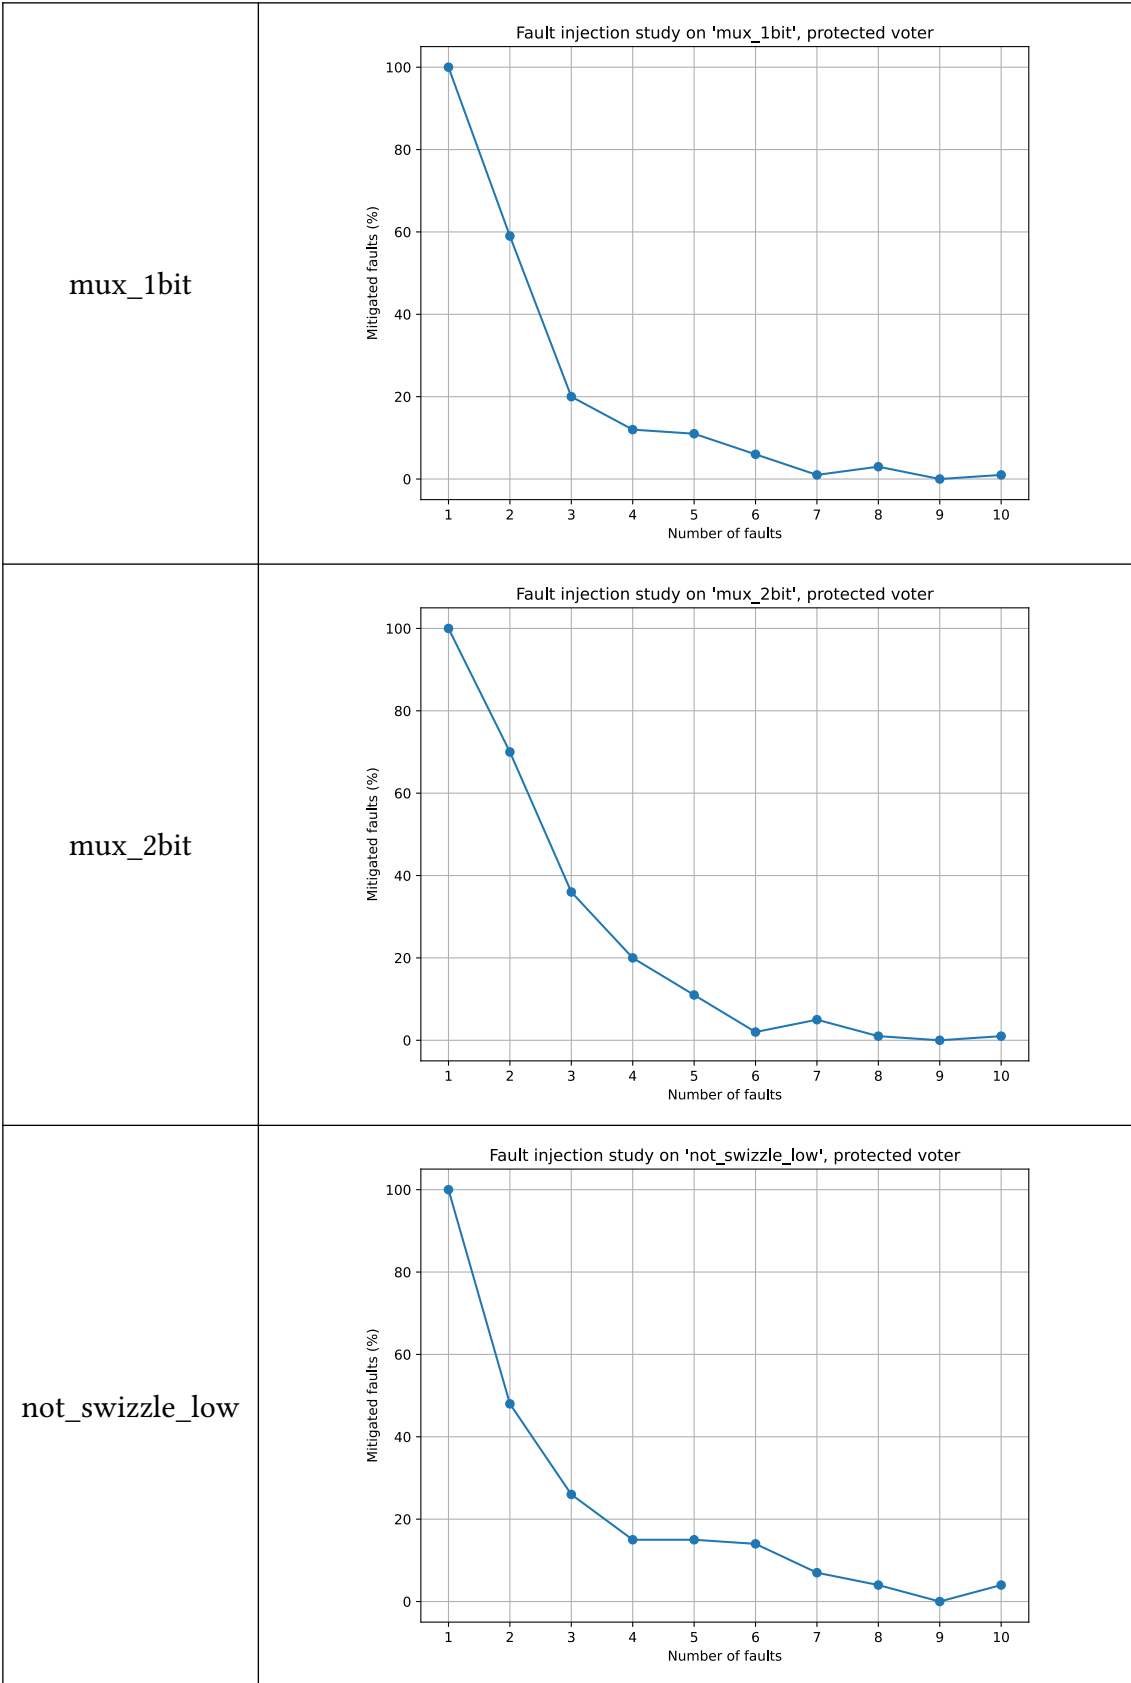 mux_1bit
Fault injection study on 'mux_1bit', protected voter
Mitigated faults (%)
100
80
60
40
20
0
1 2 3 4 5 6 7 8 9 10
Number of faults
mux_2bit
Fault injection study on 'mux_2bit', protected voter
Mitigated faults (%)
100
80
60
40
20
0
1 2 3 4 5 6 7 8 9 10
Number of faults
not_swizzle_low
Fault injection study on 'not_swizzle_low', protected voter
Mitigated faults (%)
100
80
60
40
20
0
1 2 3 4 5 6 7 8 9 10
Number of faults